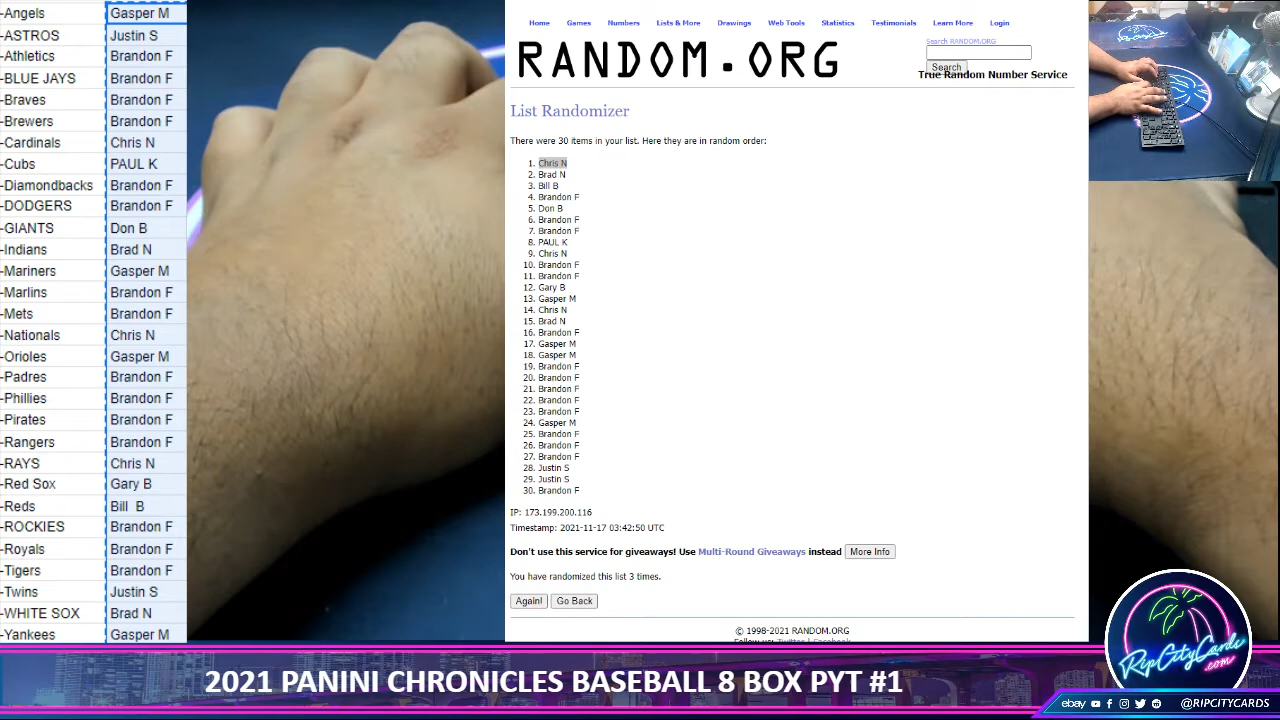 Angels Gasper M
-ASTROS Justin S
-Athletics Brandon F
-BLUE JAYS Brandon F
-Braves Brandon F
-Brewers Brandon F
-Cardinals Chris N
-Cubs PAUL K
-Diamondbacks Brandon F
-DODGERS Brandon F
-GIANTS Don B
-Indians Brad N
-Mariners Gasper M
-Marlins Brandon F
-Mets Brandon F
-Nationals Chris N
-Orioles Gasper M
-Padres Brandon F
-Phillies Brandon F
-Pirates Brandon F
-Rangers Brandon F
-RAYS Chris N
-Red Sox Gary B
-Reds Bill B
-ROCKIES Brandon F
-Royals Brandon F
-Tigers Brandon F
-Twins Justin S
-WHITE SOX Brad N
-Yankees Gasper M
Home Games Numbers Lists & More Drawings Web Tools Statistics Testimonials Learn More Login
RANDOM.ORG
Search RANDOM.ORG
Search
True Random Number Service
List Randomizer
There were 30 items in your list. Here they are in random order:
1. Chris N
2. Brad N
3. Bill B
4. Brandon F
5. Don B
6. Brandon F
7. Brandon F
8. PAUL K
9. Chris N
10. Brandon F
11. Brandon F
12. Gary B
13. Gasper M
14. Chris N
15. Brad N
16. Brandon F
17. Gasper M
18. Gasper M
19. Brandon F
20. Brandon F
21. Brandon F
22. Brandon F
23. Brandon F
24. Gasper M
25. Brandon F
26. Brandon F
27. Brandon F
28. Justin S
29. Justin S
30. Brandon F
IP: 173.199.200.116
Timestamp: 2021-11-17 03:42:50 UTC
Don't use this service for giveaways! Use Multi-Round Giveaways instead More Info
You have randomized this list 3 times.
Again! Go Back
© 1998-2021 RANDOM.ORG
Follow us: Twitter | Facebook
2021 PANINI CHRONICLES BASEBALL 8 BOX PYT #1
RipCityCards
.com
ebay @RIPCITYCARDS